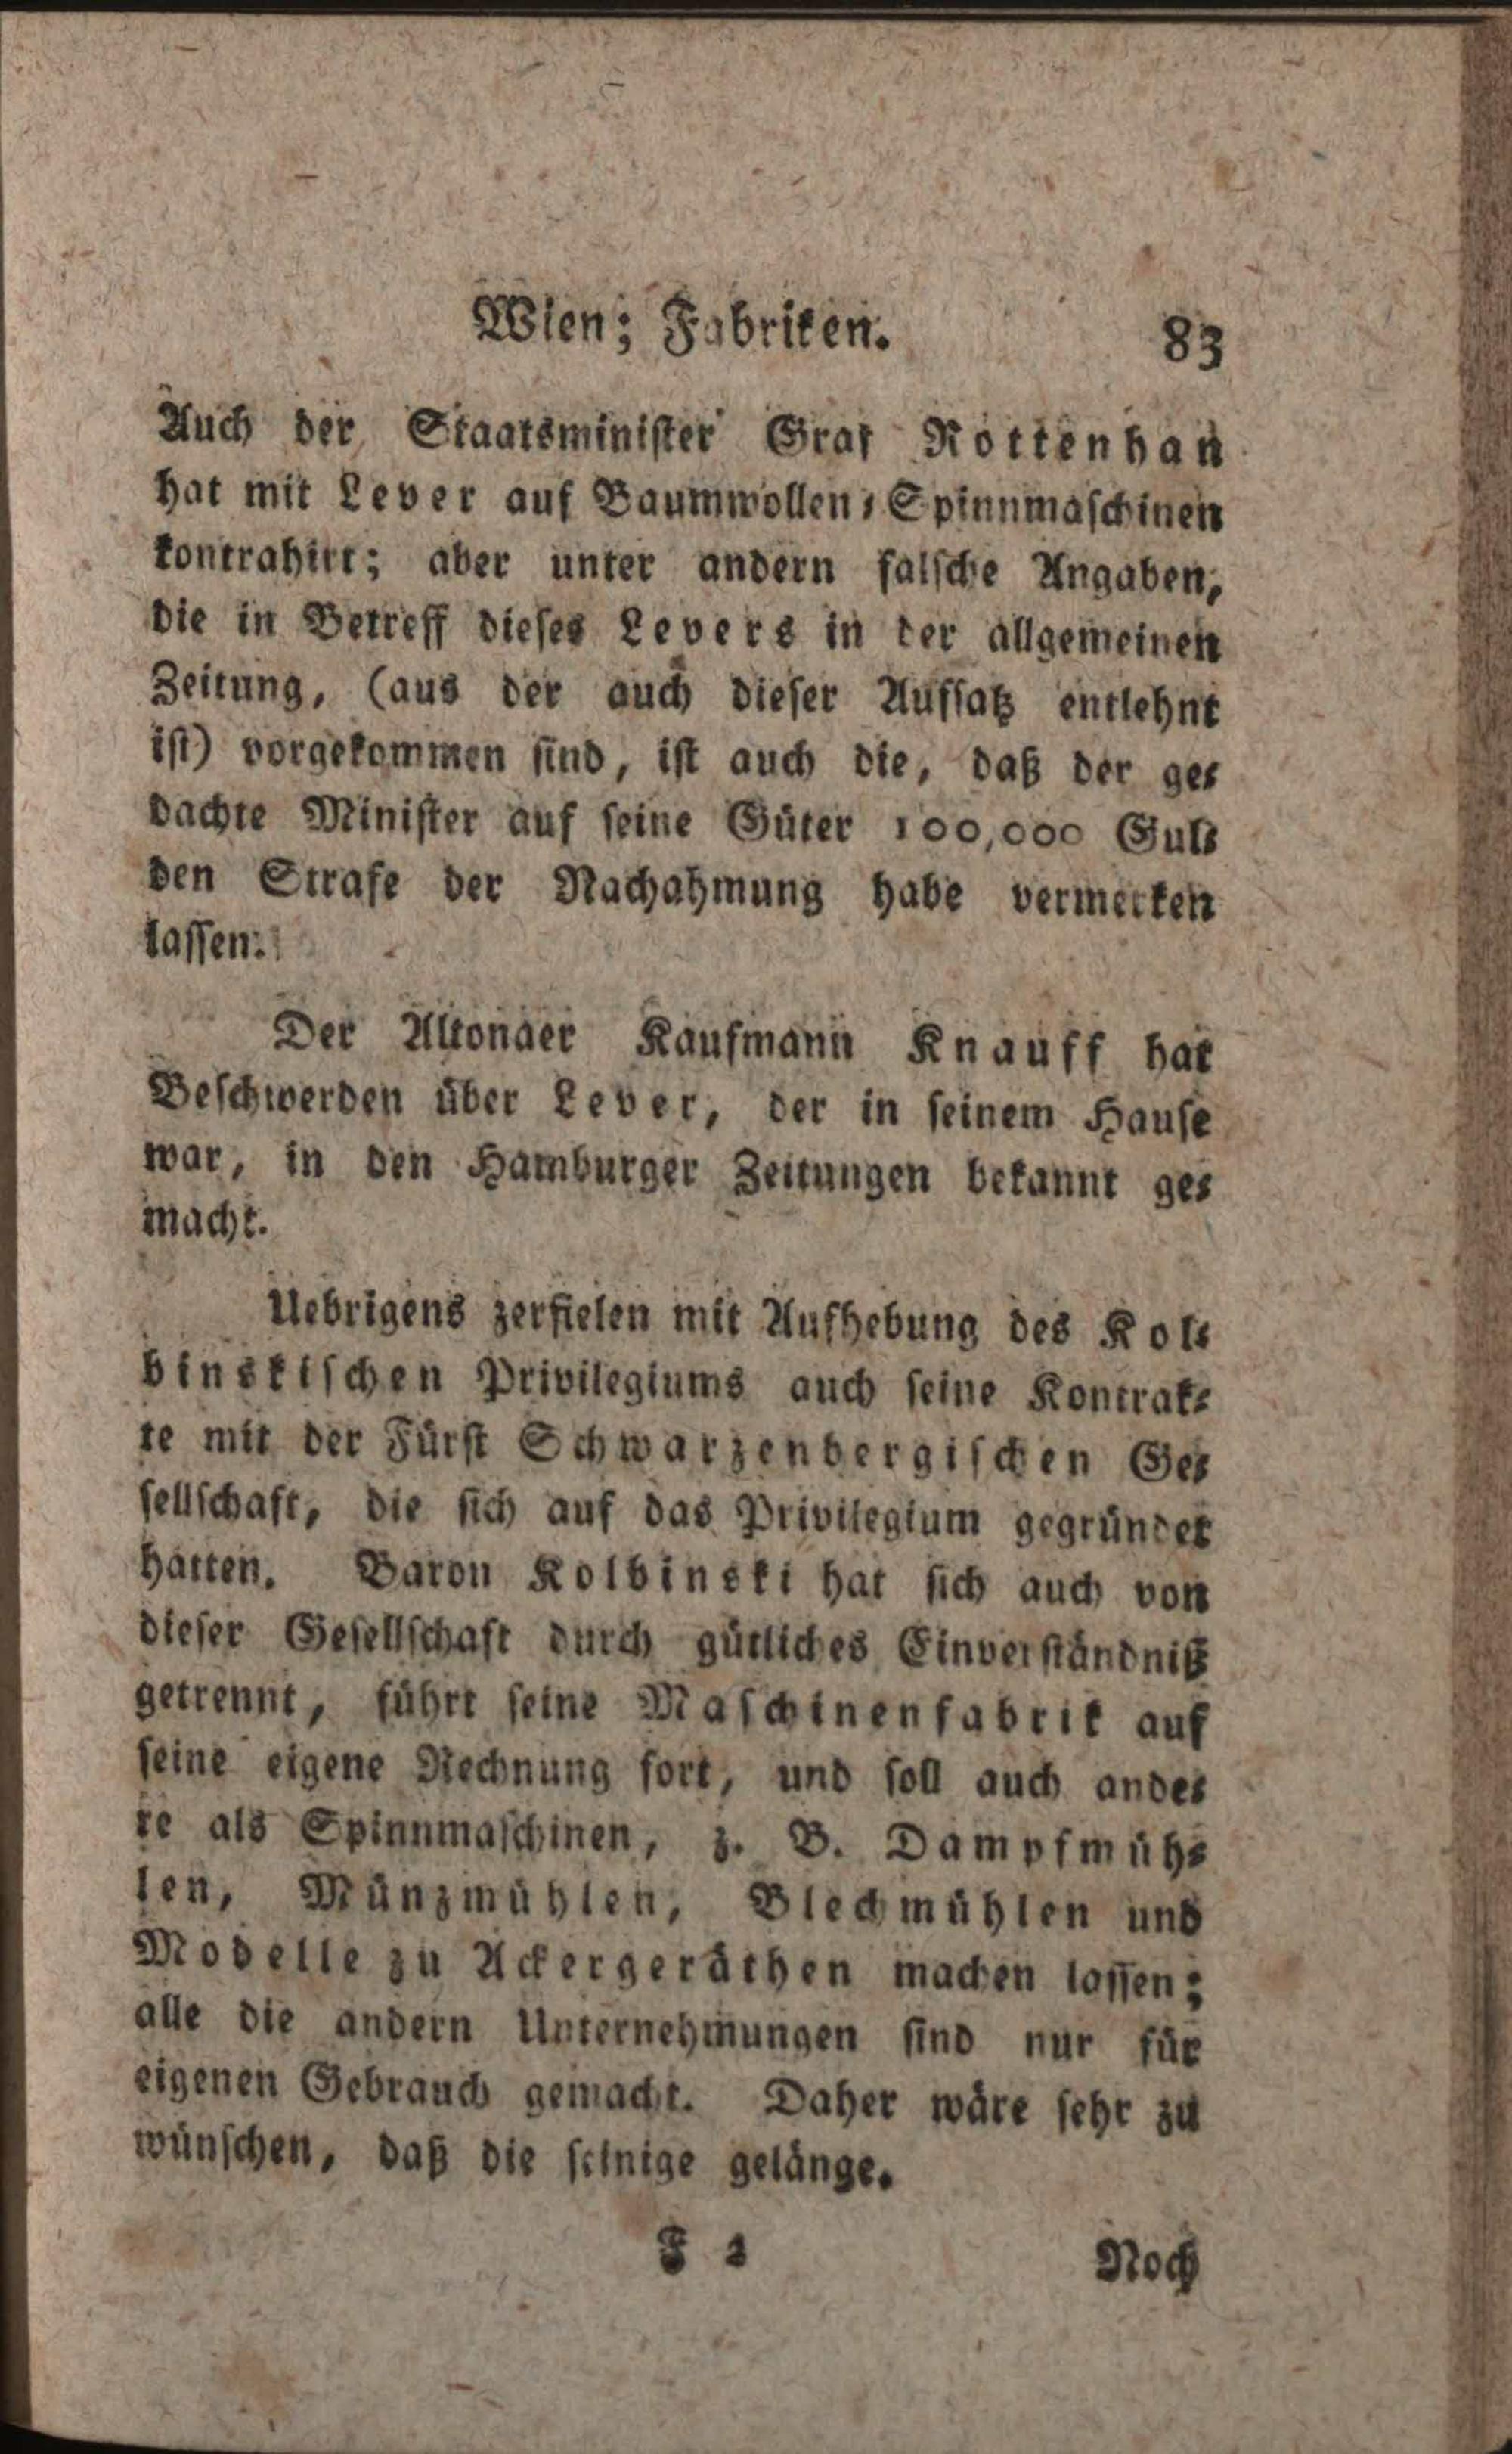 Wien; Fabriken. 83
Auch der Staatsminister Graf Rottenhan
hat mit Lever auf Baumwollen-Spinnmaschinen
kontrahirt; aber unter andern falsche Angaben,
die in Betreff dieses Levers in der allgemeinen
Zeitung, (aus der auch dieser Aufsatz entlehnt
ist) vorgekommen sind, ist auch die, daß der ge-
dachte Minister auf seine Güter 100,000 Gul-
den Strafe der Nachahmung habe vermerken
lassen.
Der Altonaer Kaufmann Knauff hat
Beschwerden über Lever, der in seinem Hause
war, in den Hamburger Zeitungen bekannt ge-
macht.
Uebrigens zerfielen mit Aufhebung des Kol-
binskischen Privilegiums auch seine Kontrak-
te mit der Fürst Schwarzenbergischen Ge-
sellschaft, die sich auf das Privilegium gegründet
hatten. Baron Kolbinski hat sich auch von
dieser Gesellschaft durch gütliches Einverständniß
getrennt, führt seine Maschinenfabrik auf
seine eigene Rechnung fort, und soll auch ande-
re als Spinnmaschinen, z. B. Dampfmüh-
len, Münzmühlen, Blechmühlen und
Modelle zu Ackergeräthen machen lassen;
alle die andern Unternehmungen sind nur für
eigenen Gebrauch gemacht. Daher wäre sehr zu
wünschen, daß die seinige gelänge.
F 2 Noch